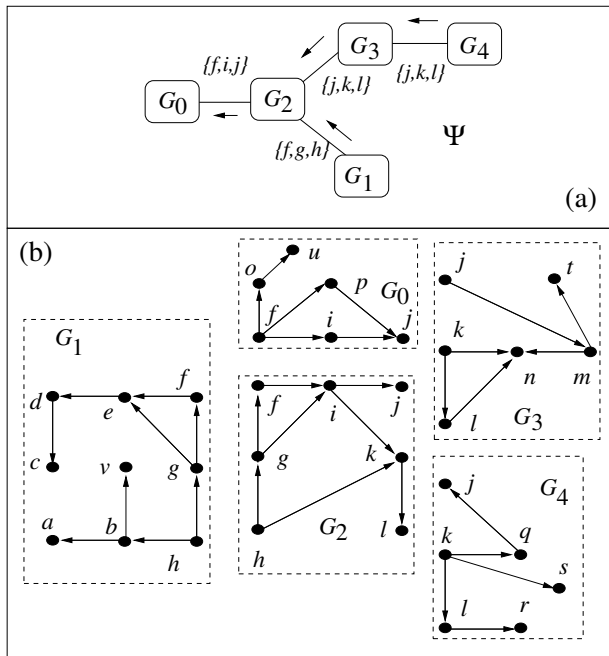 G3
G4
{f,i,j}
{j,k,l}
{j,k,l}
G0
G2
Ψ
{f,g,h}
G1
(a)
(b)
u
o
p
G0
f
i
j
j
t
k
n
m
l
G3
G1
d
e
f
c
v
g
a
b
h
f
i
j
g
k
h
G2
l
j
G4
k
q
s
l
r